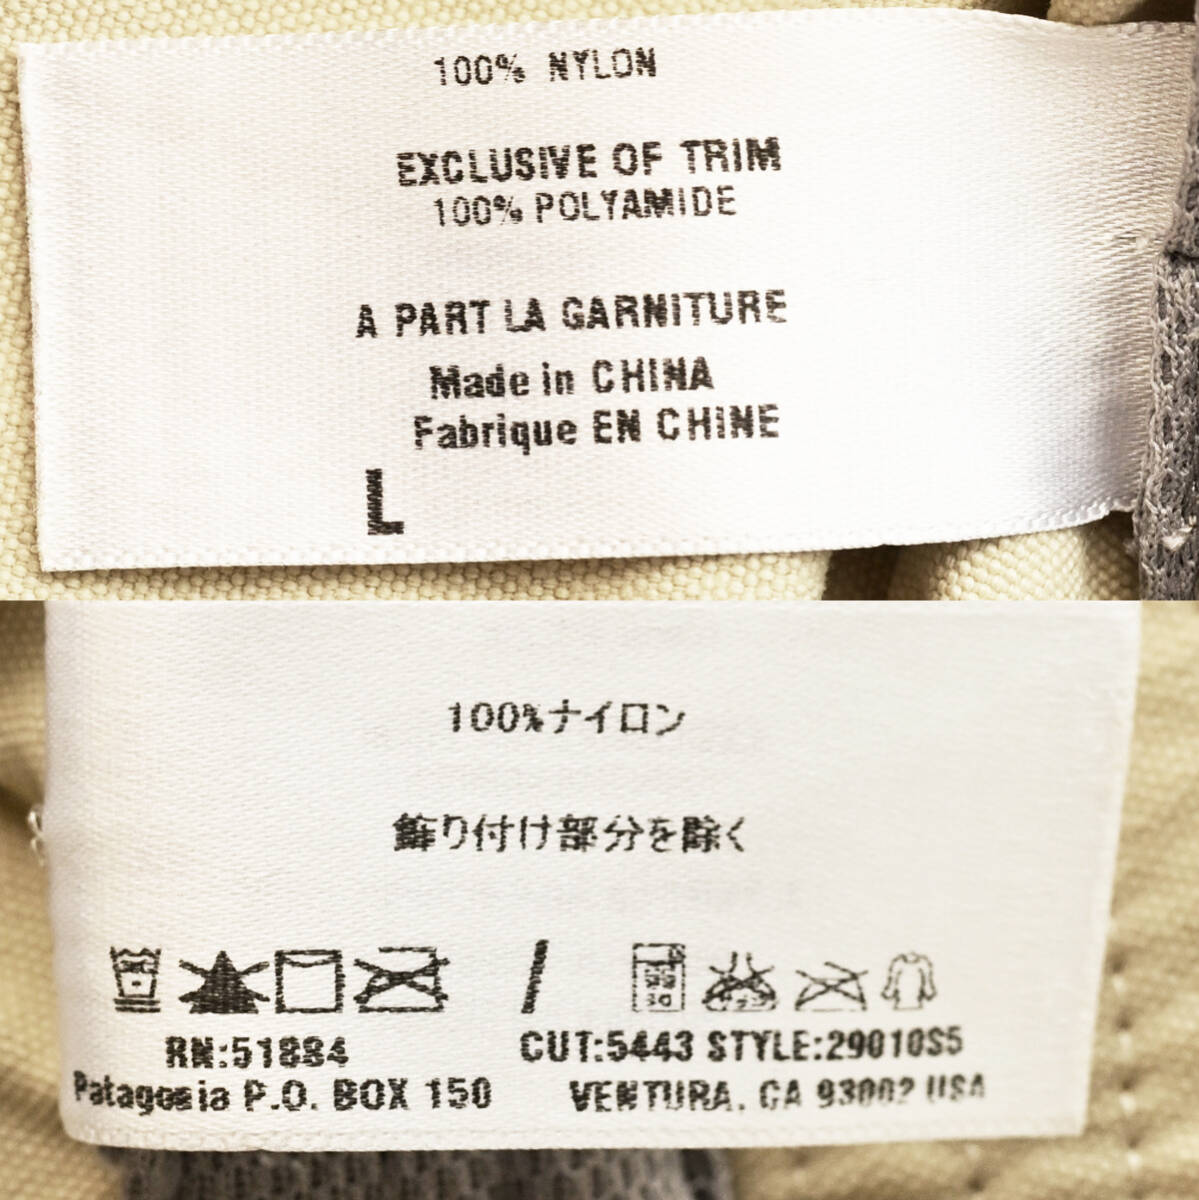 100% NYLON
EXCLUSIVE OF TRIM
100% POLYAMIDE
A PART LA GARNITURE
Made in CHINA
Fabrique EN CHINE
L
100%ナイロン
飾り付け部分を除く
/
RN:51884 CUT:5443 STYLE:29010S5
Patagonia P.O. BOX 150 VENTURA, CA 93002 USA